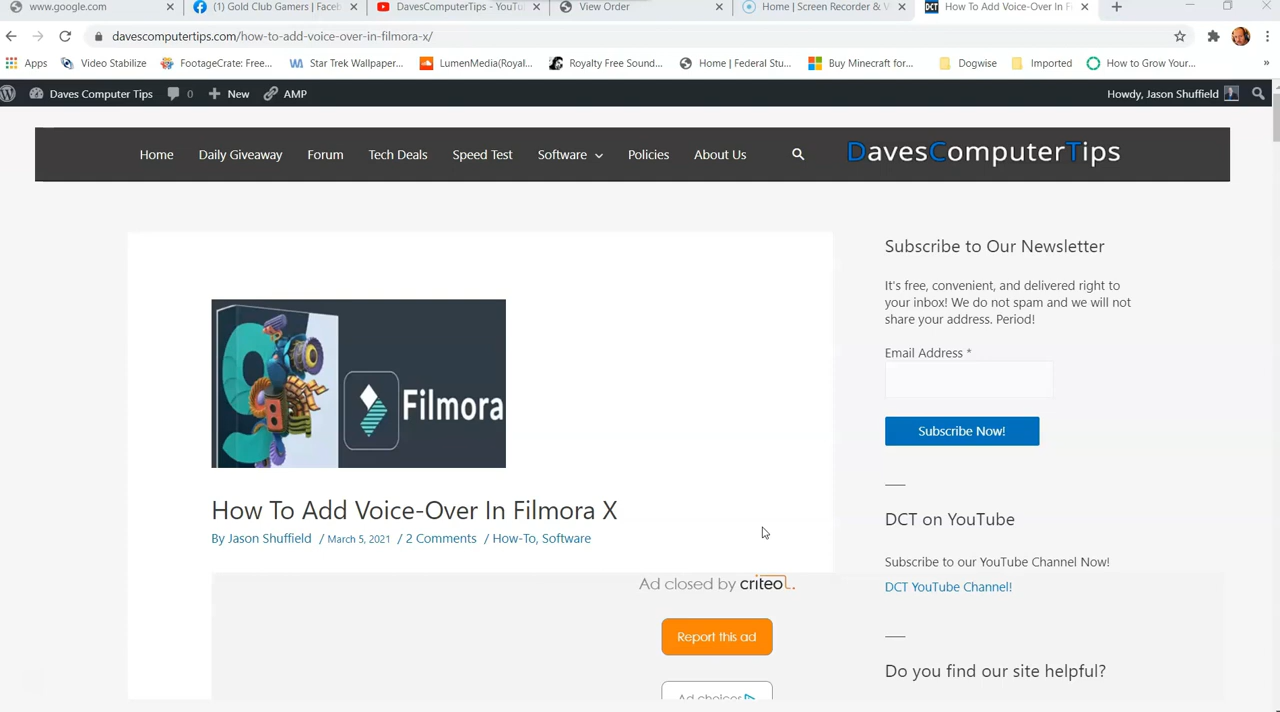 www.google.com
(1) Gold Club Gamers | Faceb
DavesComputerTips - YouTu
View Order
Home | Screen Recorder & V
DCT How To Add Voice-Over In Fi
davescomputertips.com/how-to-add-voice-over-in-filmora-x/
Apps
Video Stabilize
FootageCrate: Free...
Star Trek Wallpaper...
LumenMedia(Royal...
Royalty Free Sound...
Home | Federal Stu...
Buy Minecraft for...
Dogwise
Imported
How to Grow Your...
»
Daves Computer Tips
0
New
AMP
Howdy, Jason Shuffield
Home
Daily Giveaway
Forum
Tech Deals
Speed Test
Software
Policies
About Us
DavesComputerTips
9
Filmora
How To Add Voice-Over In Filmora X
By Jason Shuffield / March 5, 2021 / 2 Comments / How-To, Software
Ad closed by criteo
Report this ad
Ad choices
Subscribe to Our Newsletter
It's free, convenient, and delivered right to
your inbox! We do not spam and we will not
share your address. Period!
Email Address *
Subscribe Now!
DCT on YouTube
Subscribe to our YouTube Channel Now!
DCT YouTube Channel!
Do you find our site helpful?